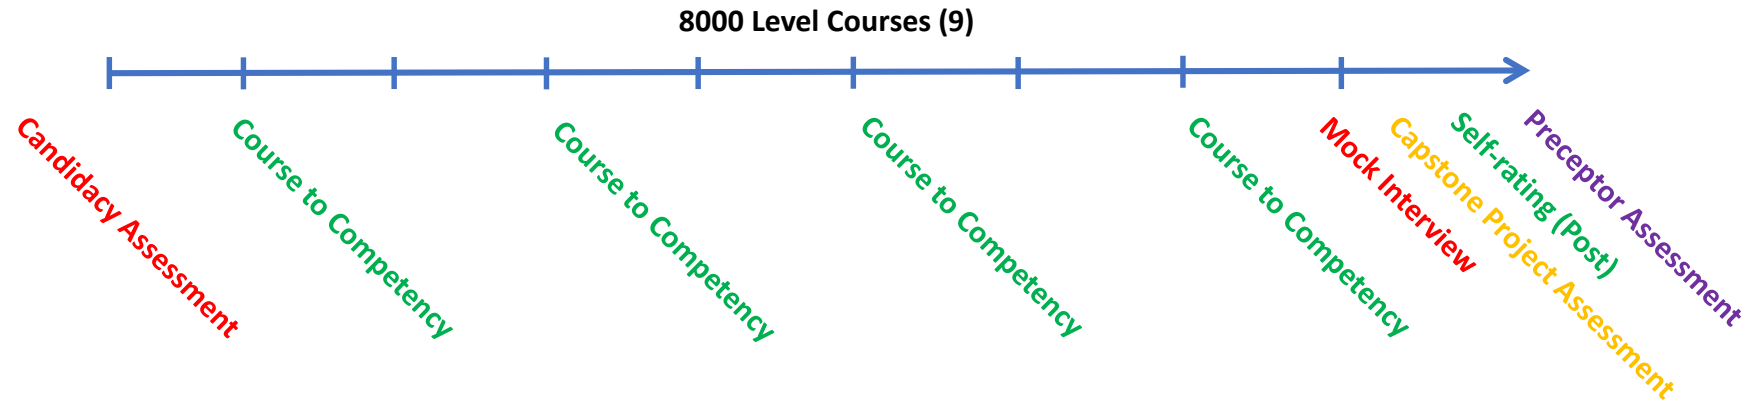 8000 Level Courses (9)
Candidacy Assessment
Course to Competency
Course to Competency
Course to Competency
Course to Competency
Mock Interview
Capstone Project Assessment
Self-rating (Post)
Preceptor Assessment